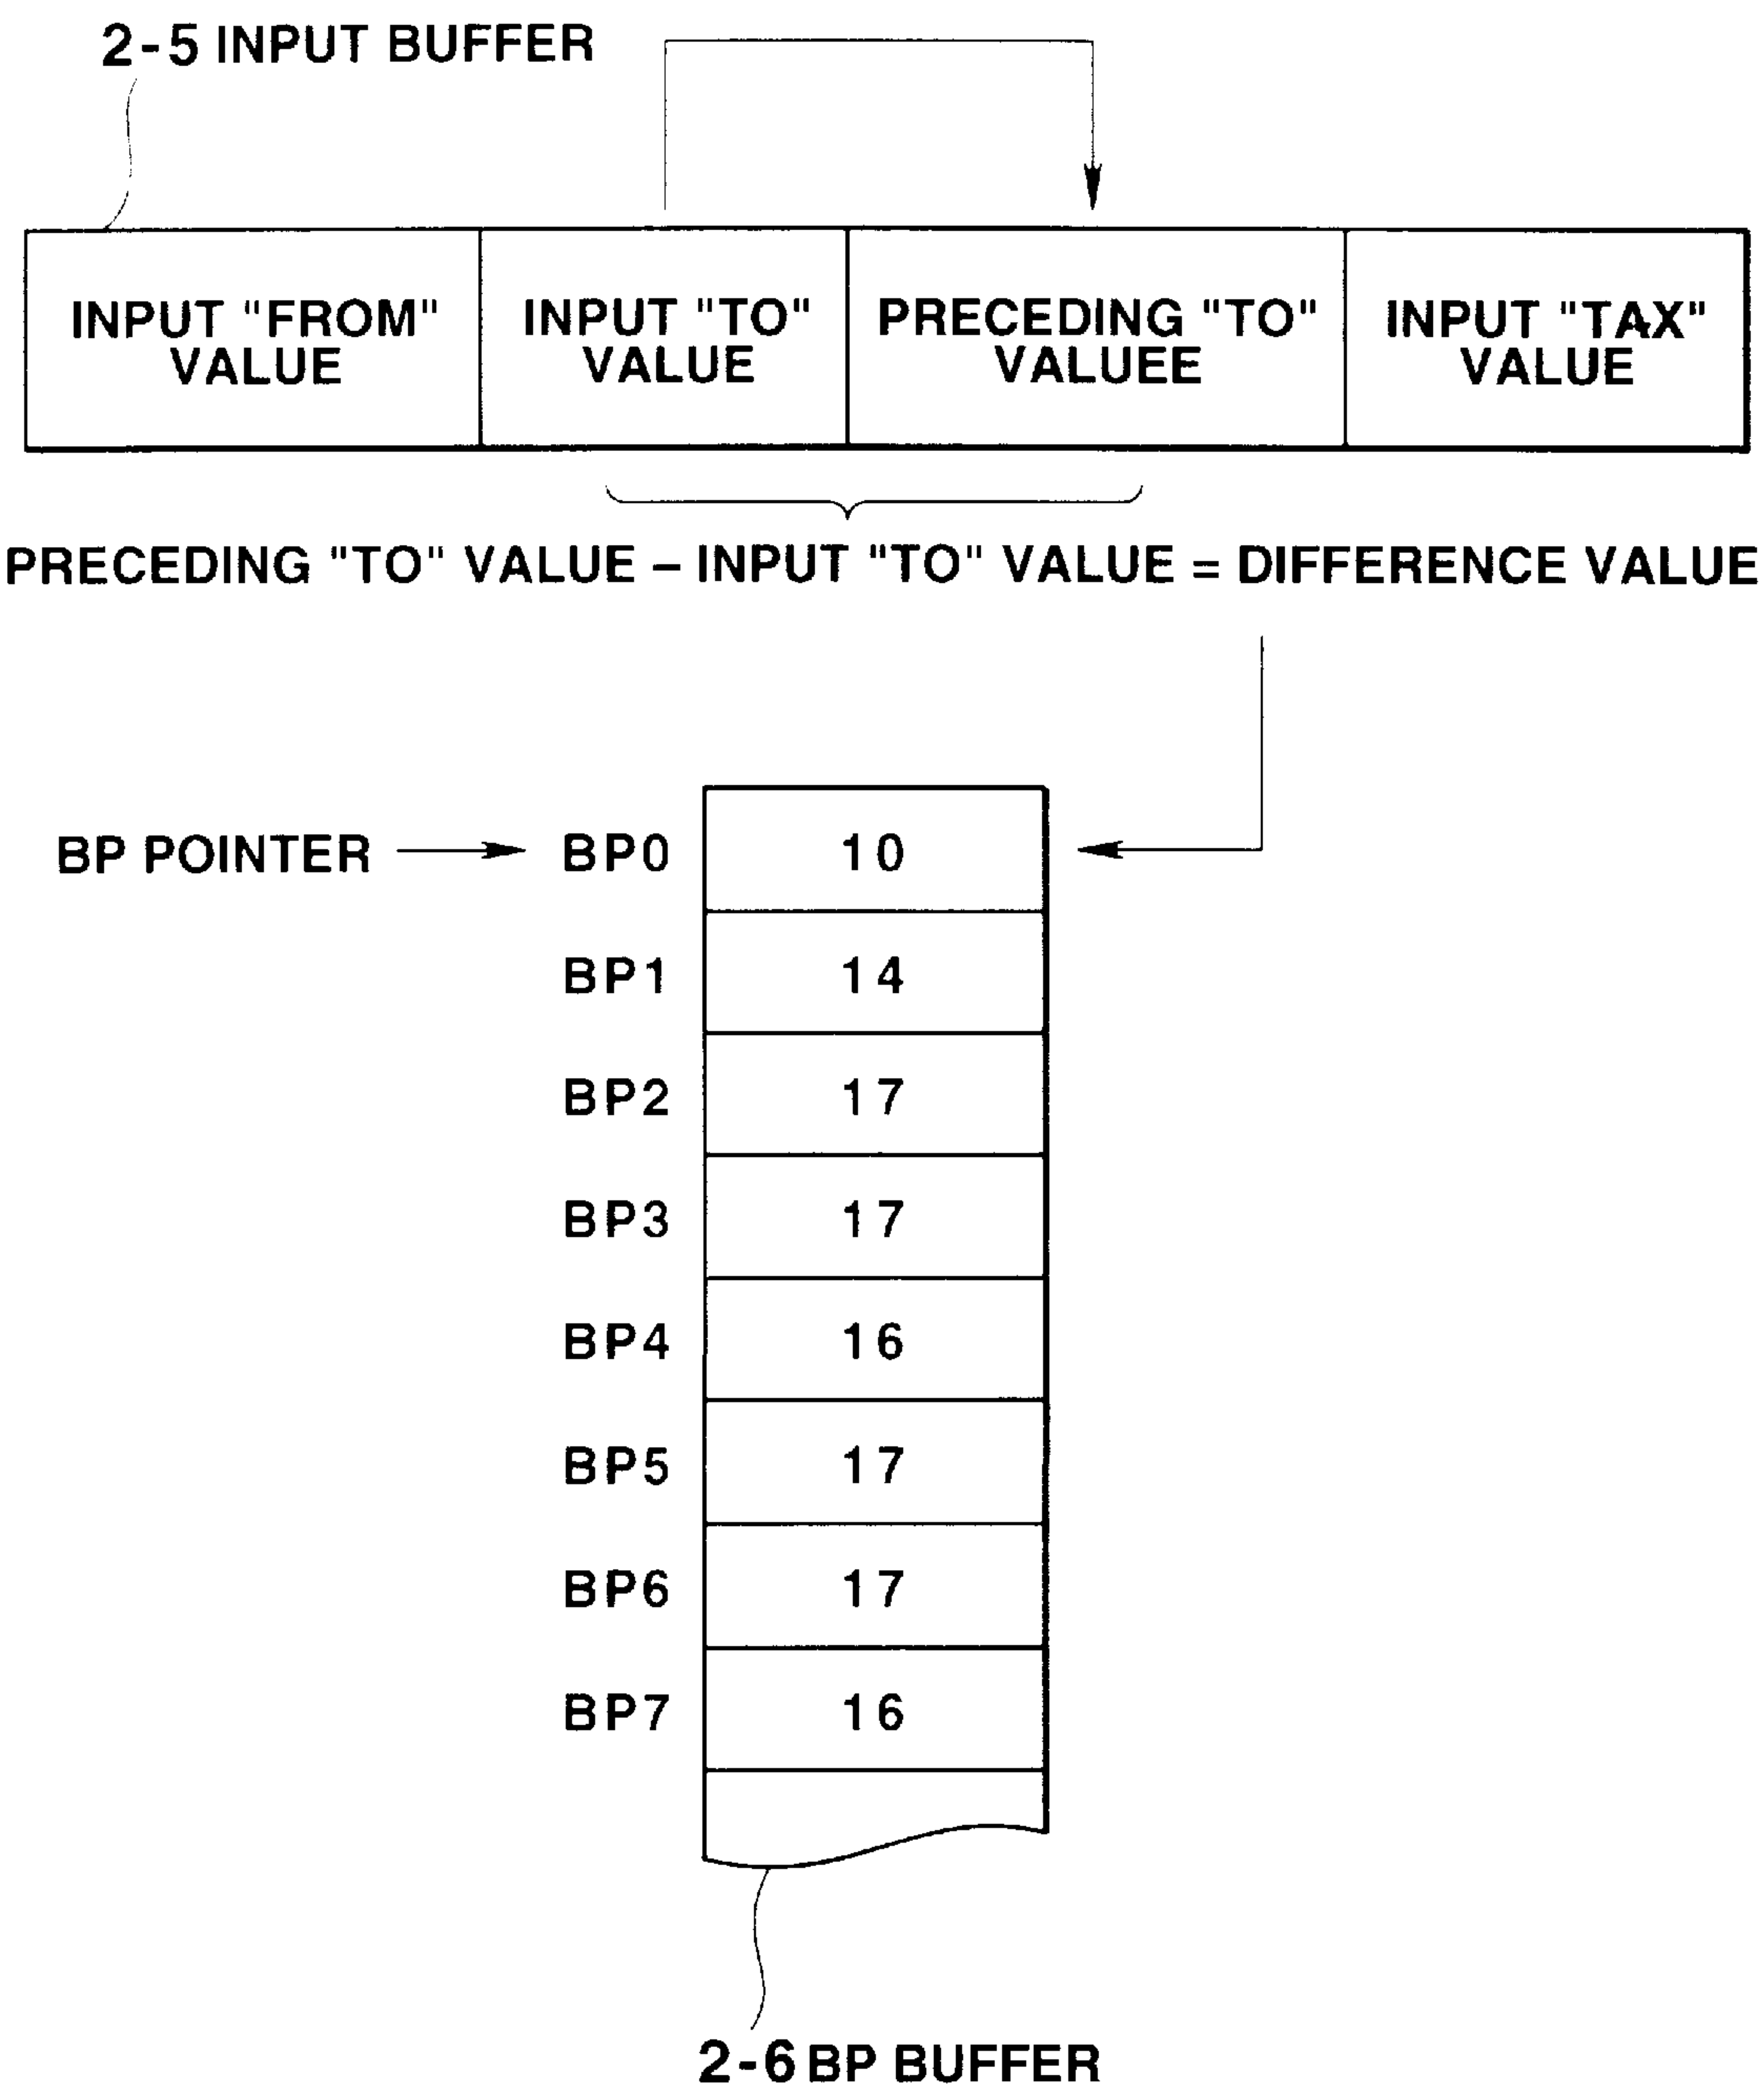 2-5 INPUT BUFFER
INPUT "FROM"
VALUE
INPUT "TO"
VALUE
PRECEDING "TO"
VALUEE
INPUT "TAX"
VALUE
PRECEDING "TO" VALUE – INPUT "TO" VALUE = DIFFERENCE VALUE
BP POINTER
BP0 10
BP1 14
BP2 17
BP3 17
BP4 16
BP5 17
BP6 17
BP7 16
2-6 BP BUFFER